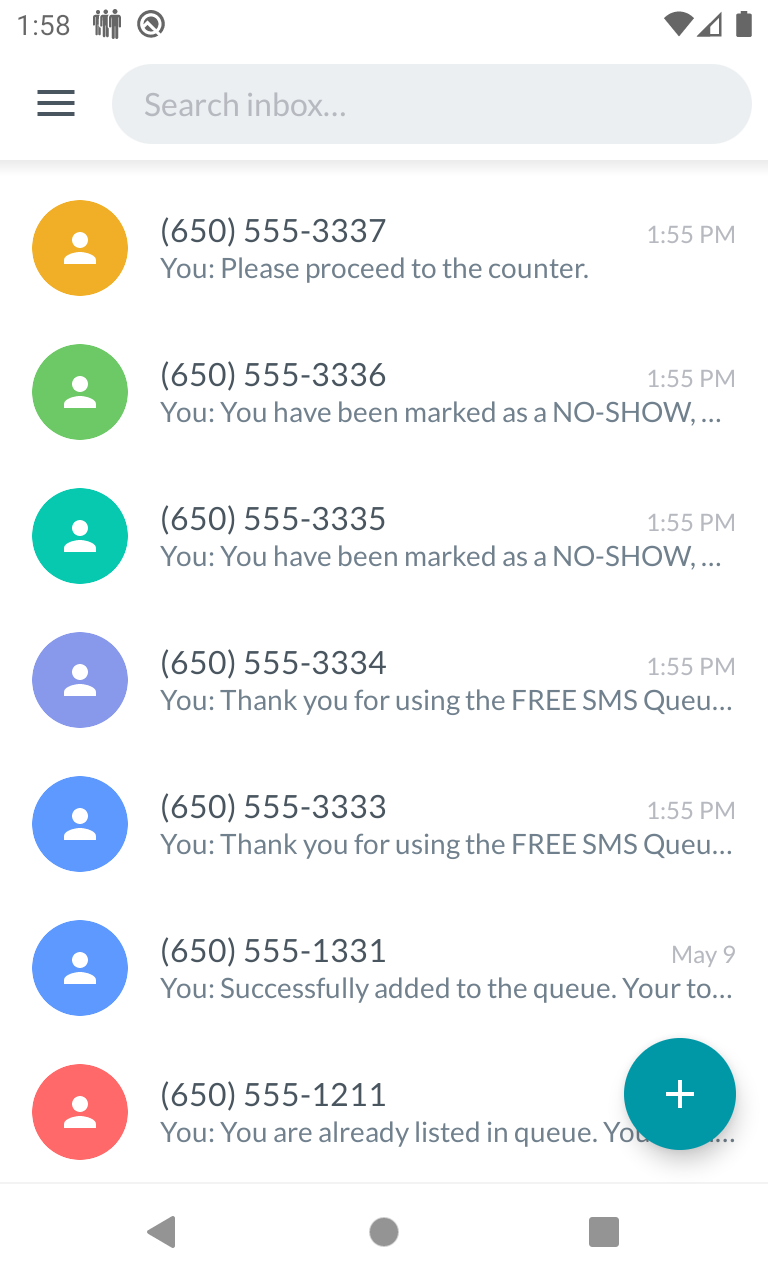 1:58
Search inbox...
(650) 555-3337
1:55 PM
You: Please proceed to the counter.
(650) 555-3336
1:55 PM
You: You have been marked as a NO-SHOW, ...
(650) 555-3335
1:55 PM
You: You have been marked as a NO-SHOW, ...
(650) 555-3334
1:55 PM
You: Thank you for using the FREE SMS Queu...
(650) 555-3333
1:55 PM
You: Thank you for using the FREE SMS Queu...
(650) 555-1331
May 9
You: Successfully added to the queue. Your to...
(650) 555-1211
You: You are already listed in queue.